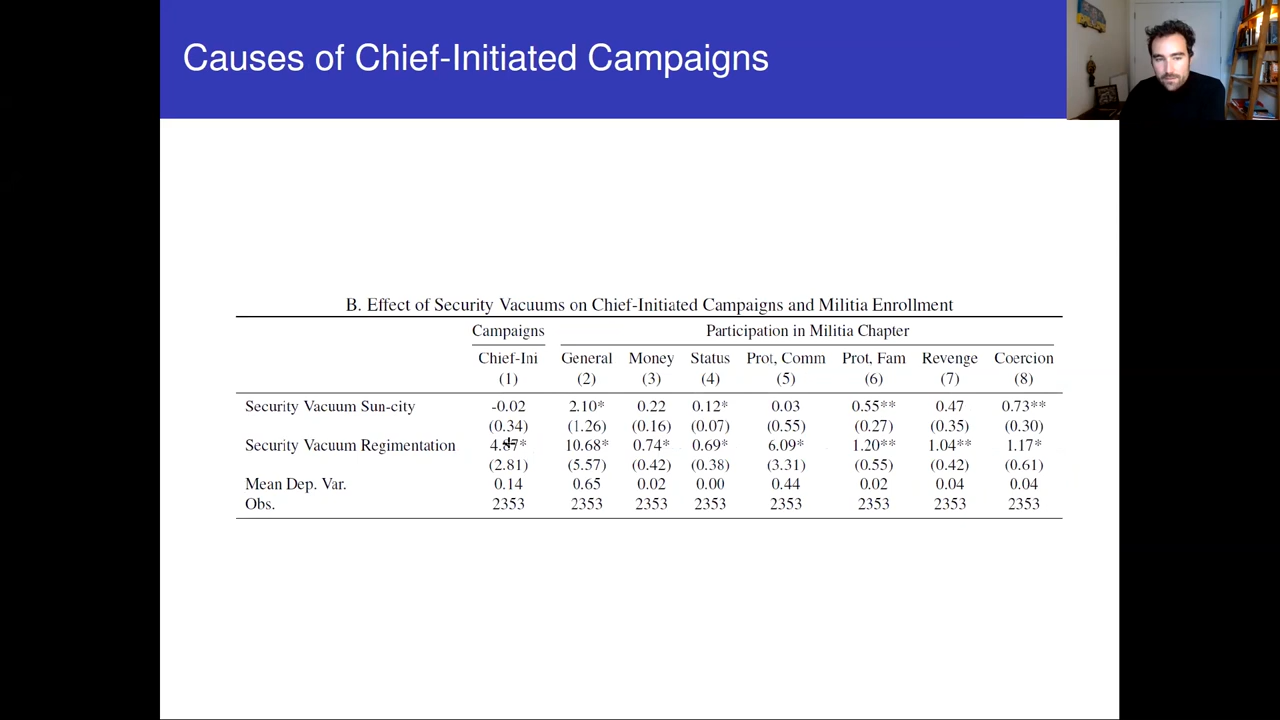 Causes of Chief-Initiated Campaigns
B. Effect of Security Vacuums on Chief-Initiated Campaigns and Militia Enrollment
Campaigns Participation in Militia Chapter
Chief-Ini General Money Status Prot, Comm Prot, Fam Revenge Coercion
(1) (2) (3) (4) (5) (6) (7) (8)
Security Vacuum Sun-city -0.02 2.10* 0.22 0.12* 0.03 0.55** 0.47 0.73**
(0.34) (1.26) (0.16) (0.07) (0.55) (0.27) (0.35) (0.30)
Security Vacuum Regimentation 4.87* 10.68* 0.74* 0.69* 6.09* 1.20** 1.04** 1.17*
(2.81) (5.57) (0.42) (0.38) (3.31) (0.55) (0.42) (0.61)
Mean Dep. Var. 0.14 0.65 0.02 0.00 0.44 0.02 0.04 0.04
Obs. 2353 2353 2353 2353 2353 2353 2353 2353